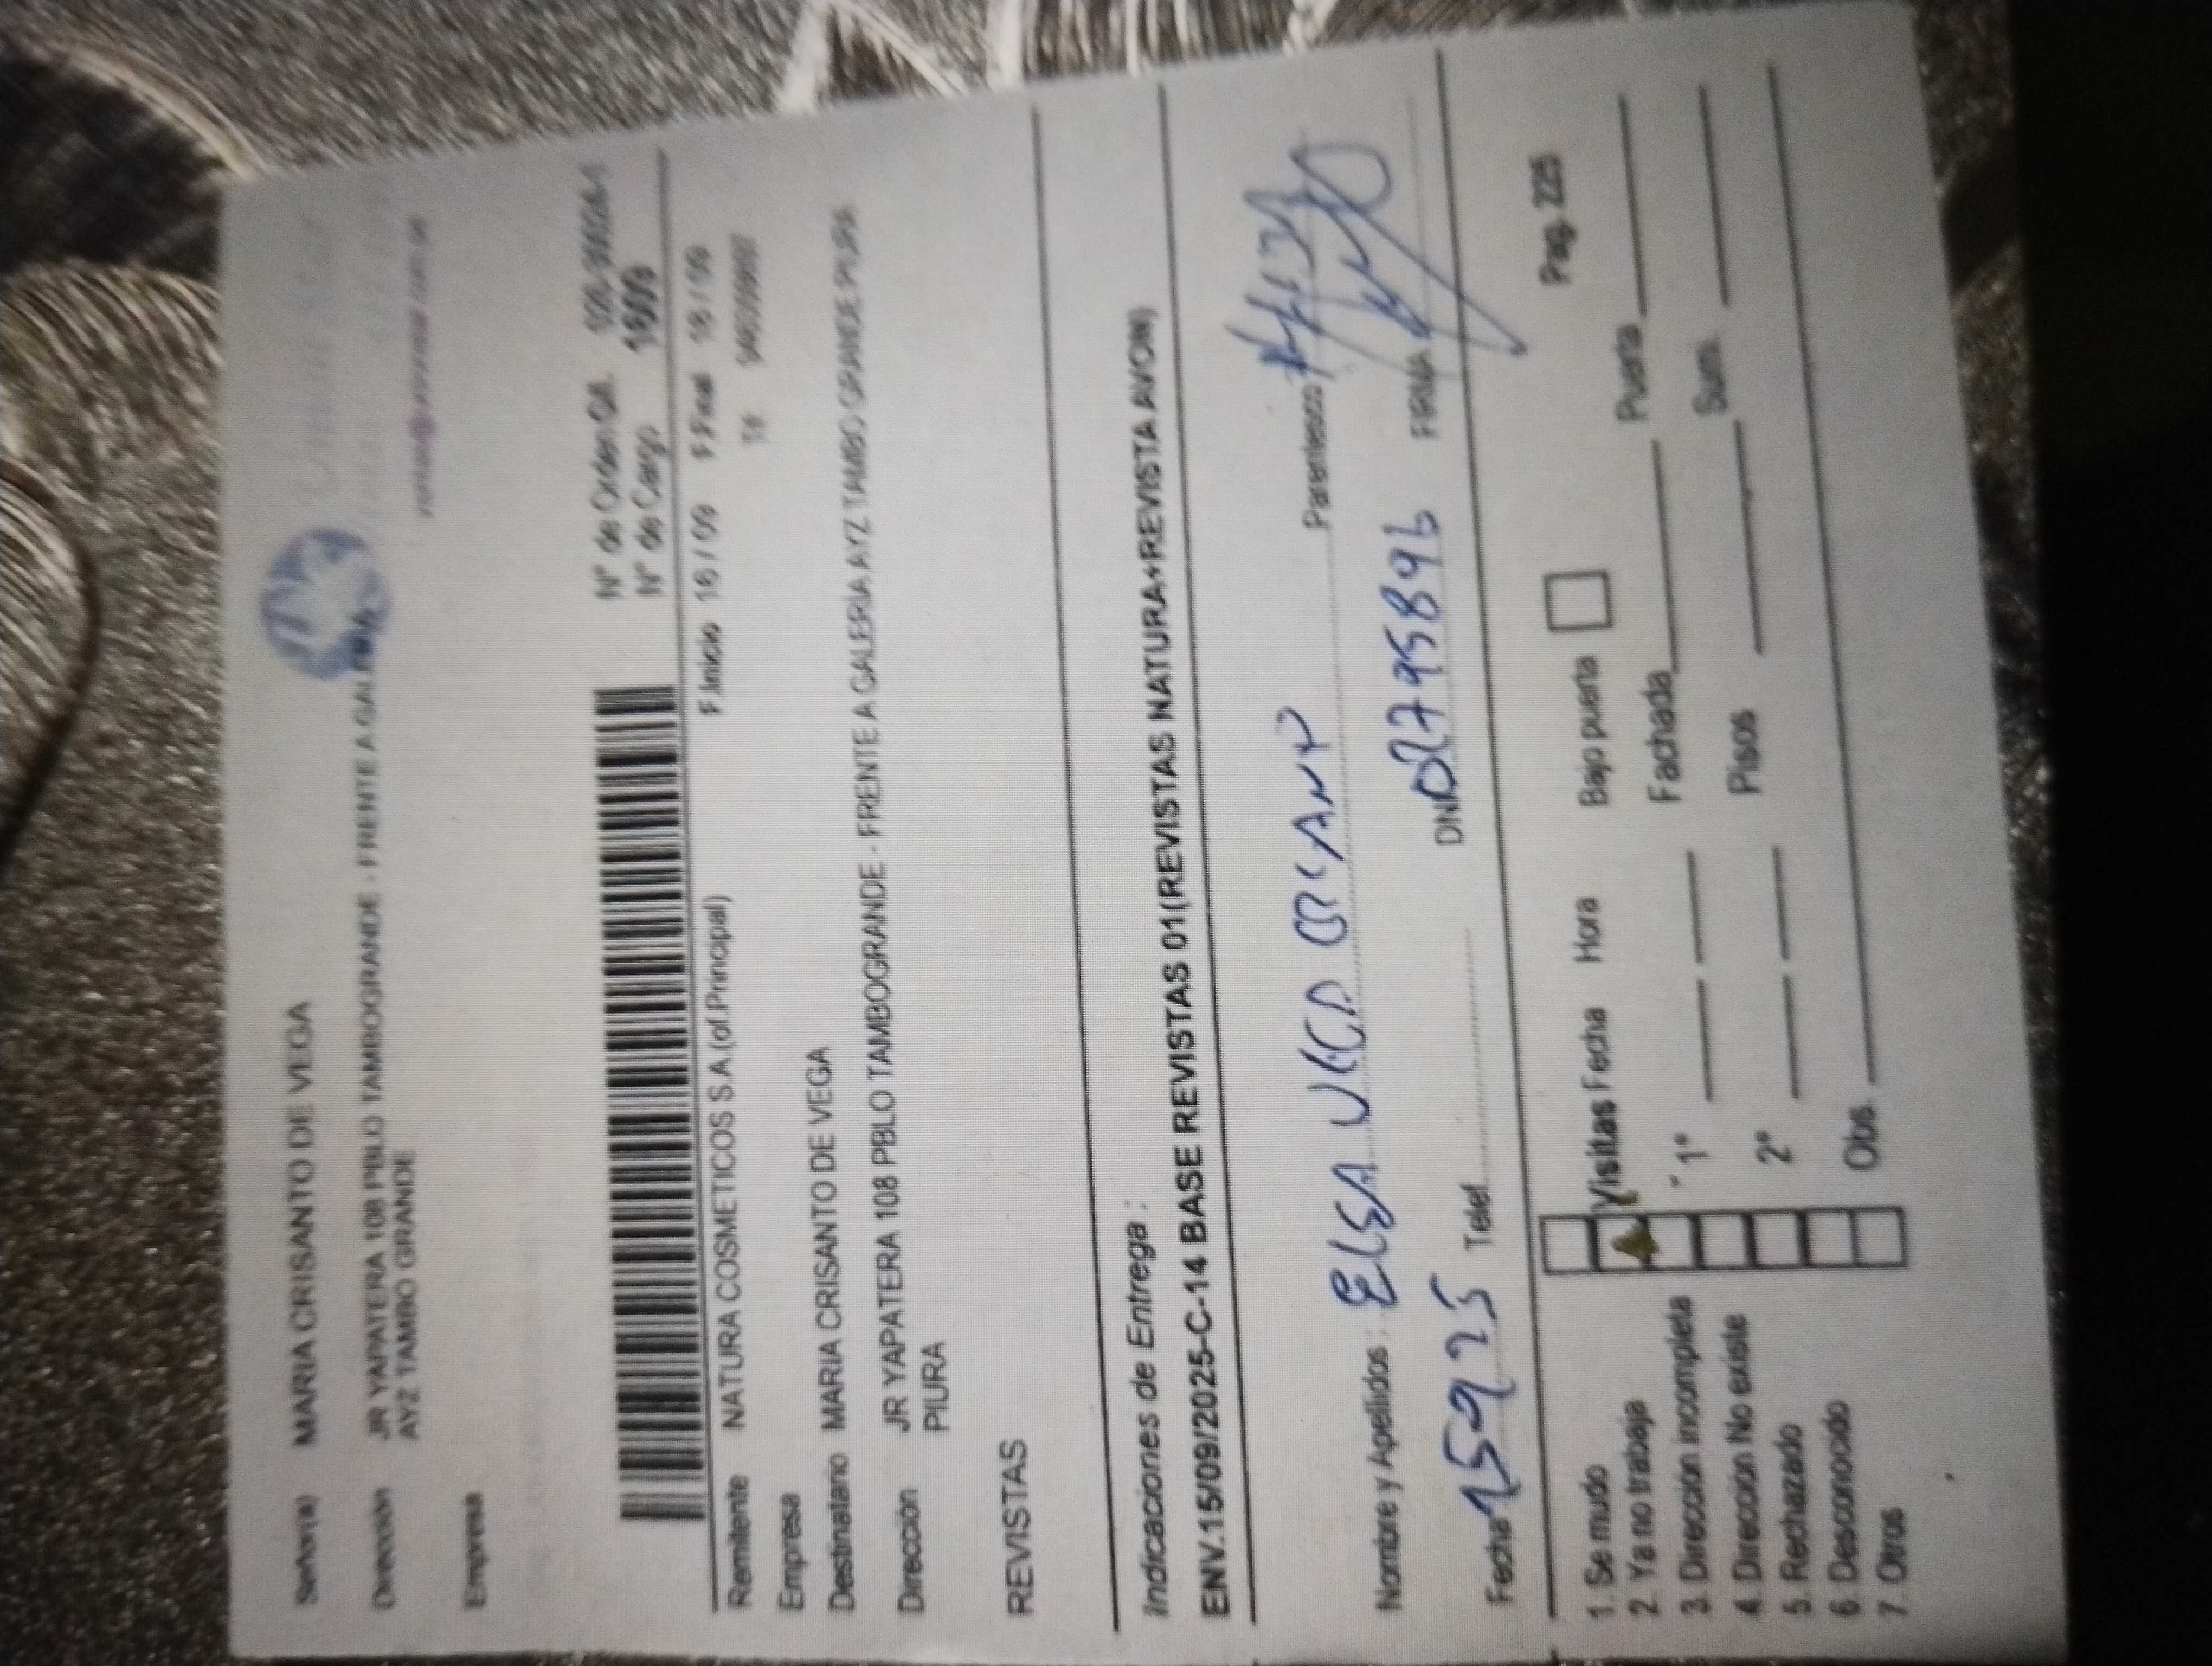 Señor(a) MARIA CRISANTO DE VEGA
Dirección JR YAPATERA 108 PBLO TAMBOGRANDE - FRENTE A GALERIA
AYZ TAMBO GRANDE
Empresa
N° de Orden/GA.
N° de Cargo
F.Inicio 16 / 09 F.Final 18 / 09
Remitente NATURA COSMETICOS S.A.(of.Principal)
Empresa
Destinatario MARIA CRISANTO DE VEGA
Dirección JR YAPATERA 108 PBLO TAMBOGRANDE - FRENTE A GALERIA AYZ TAMBO GRANDE PIURA
PIURA
REVISTAS
Indicaciones de Entrega :
ENV.15/09/2025-C-14 BASE REVISTAS 01(REVISTAS NATURA+REVISTA AVON)
Nombre y Apellidos : ELSA Parentesco
Fecha Telef. DNI 02795896 FIRMA
Pag. 225
1. Se mudo
2. Ya no trabaja Visitas Fecha Hora Bajo puerta
3. Dirección incompleta 1° Fachada Puerta
4. Direccion No existe
5. Rechazado 2° Pisos Sum.
6. Desconocido
7. Otros Obs.